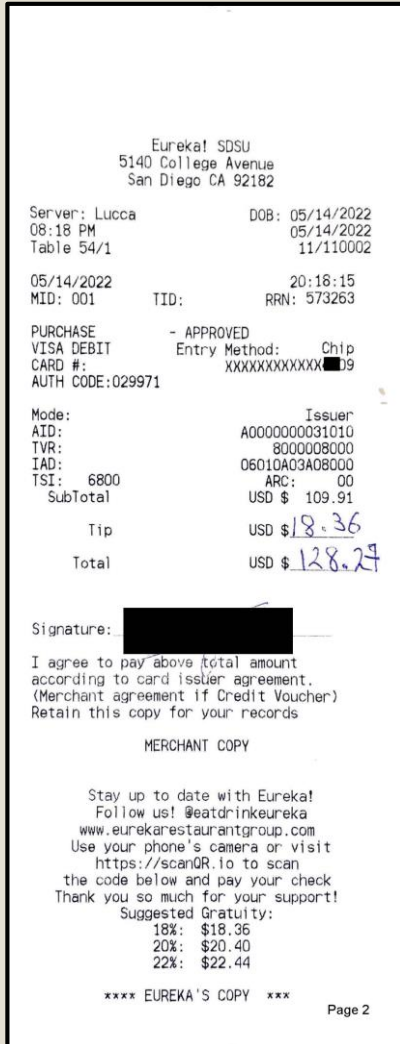 Eureka! SDSU
5140 College Avenue
San Diego CA 92182
Server: Lucca DOB: 05/14/2022
08:18 PM 05/14/2022
Table 54/1 11/110002
05/14/2022 20:18:15
MID: 001 TID: RRN: 573263
PURCHASE - APPROVED
VISA DEBIT Entry Method: Chip
CARD #: XXXXXXXXXXXXX 09
AUTH CODE:029971
Mode: Issuer
AID: A0000000031010
TVR: 8000008000
IAD: 06010A03A08000
TSI: 6800 ARC: 00
SubTotal USD $ 109.91
Tip USD $ 18.36
Total USD $ 128.27
Signature:
I agree to pay above total amount
according to card issuer agreement.
(Merchant agreement if Credit Voucher)
Retain this copy for your records
MERCHANT COPY
Stay up to date with Eureka!
Follow us! @eatdrinkeureka
www.eurekarestaurantgroup.com
Use your phone's camera or visit
https://scanQR.io to scan
the code below and pay your check
Thank you so much for your support!
Suggested Gratuity:
18%: $18.36
20%: $20.40
22%: $22.44
**** EUREKA'S COPY ***
Page 2